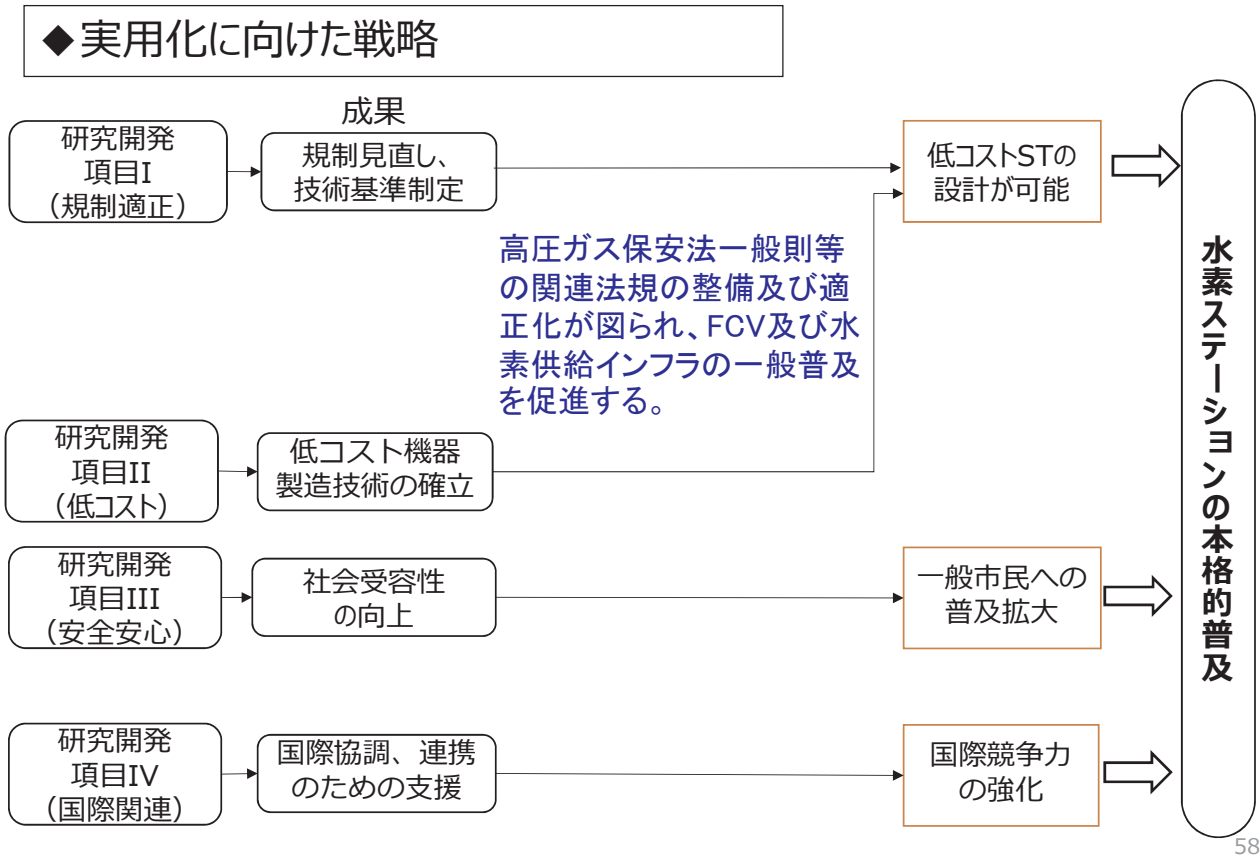 ◆実用化に向けた戦略
成果
研究開発
項目I
（規制適正）
規制見直し、
技術基準制定
低コストSTの
設計が可能
高圧ガス保安法一般則等
の関連法規の整備及び適
正化が図られ、FCV及び水
素供給インフラの一般普及
を促進する。
研究開発
項目II
（低コスト）
低コスト機器
製造技術の確立
研究開発
項目III
（安全安心）
社会受容性
の向上
一般市民への
普及拡大
研究開発
項目IV
（国際関連）
国際協調、連携
のための支援
国際競争力
の強化
水素ステーションの本格的普及
58